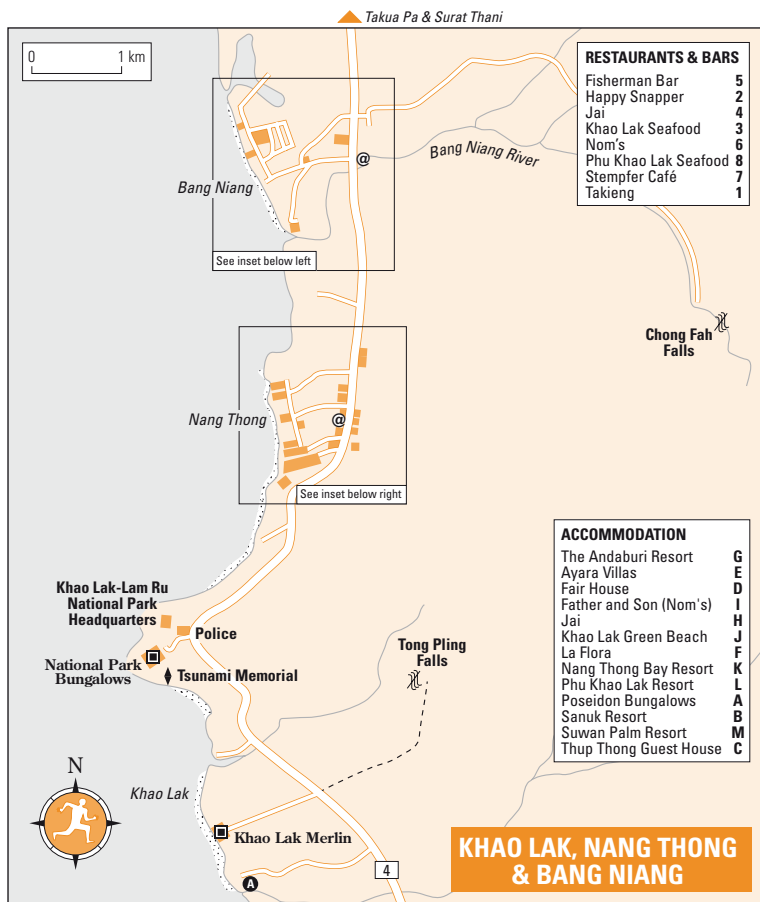 Takua Pa & Surat Thani
0 1 km
RESTAURANTS & BARS
Fisherman Bar 5
Happy Snapper 2
Jai 4
Khao Lak Seafood 3
Nom's 6
Phu Khao Lak Seafood 8
Stempfer Café 7
Takieng 1
@
Bang Niang River
Bang Niang
See inset below left
Chong Fah
Falls
Nang Thong
@
See inset below right
ACCOMMODATION
The Andaburi Resort G
Ayara Villas E
Fair House D
Father and Son (Nom's) I
Jai H
Khao Lak Green Beach J
La Flora F
Nang Thong Bay Resort K
Phu Khao Lak Resort L
Poseidon Bungalows A
Sanuk Resort B
Suwan Palm Resort M
Thup Thong Guest House C
Khao Lak-Lam Ru
National Park
Headquarters
Police
National Park
Bungalows
Tsunami Memorial
Tong Pling
Falls
N
Khao Lak
Khao Lak Merlin
A
4
KHAO LAK, NANG THONG
& BANG NIANG